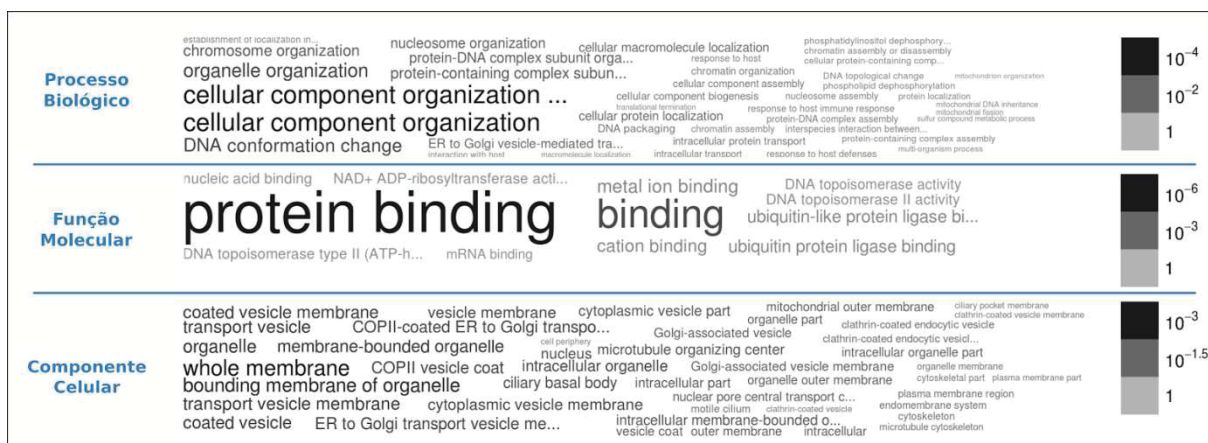 Processo
Biológico
establishment of localization in...
chromosome organization
organelle organization
cellular component organization ...
cellular component organization
DNA conformation change
nucleosome organization
protein-DNA complex subunit orga...
protein-containing complex subun...
ER to Golgi vesicle-mediated tra...
interaction with host
macromolecule localization
cellular macromolecule localization
response to host
chromatin organization
cellular component assembly
cellular component biogenesis
nucleosome assembly
protein localization
translational termination
response to host immune response
cellular protein localization
protein-DNA complex assembly
sulfur compound metabolic process
DNA packaging
chromatin assembly
interspecies interaction between...
intracellular protein transport
protein-containing complex assembly
multi-organism process
intracellular transport
response to host defenses
phosphatidylinositol dephosphory...
chromatin assembly or disassembly
cellular protein-containing comp...
DNA topological change
mitochondrion organization
phospholipid dephosphorylation
mitochondrial DNA inheritance
mitochondrial fission
10⁻⁴
10⁻²
1
Função
Molecular
nucleic acid binding
NAD+ ADP-ribosyltransferase acti...
protein binding
DNA topoisomerase type II (ATP-h...
mRNA binding
metal ion binding
binding
cation binding
DNA topoisomerase activity
DNA topoisomerase II activity
ubiquitin-like protein ligase bi...
ubiquitin protein ligase binding
10⁻⁶
10⁻³
1
Componente
Celular
coated vesicle membrane
vesicle membrane
cytoplasmic vesicle part
mitochondrial outer membrane
ciliary pocket membrane
clathrin-coated vesicle membrane
transport vesicle
COPII-coated ER to Golgi transpo...
organelle part
clathrin-coated endocytic vesicle
Golgi-associated vesicle
clathrin-coated endocytic vesicl...
organelle
membrane-bounded organelle
cell periphery
nucleus
microtubule organizing center
intracellular organelle part
whole membrane
COPII vesicle coat
intracellular organelle
Golgi-associated vesicle membrane
organelle membrane
bounding membrane of organelle
ciliary basal body
intracellular part
organelle outer membrane
cytoskeletal part
plasma membrane part
transport vesicle membrane
cytoplasmic vesicle membrane
nuclear pore central transport c...
plasma membrane region
motile cilium
clathrin-coated vesicle
endomembrane system
coated vesicle
ER to Golgi transport vesicle me...
intracellular membrane-bounded o...
cytoskeleton
vesicle coat
outer membrane
intracellular
microtubule cytoskeleton
10⁻³
10⁻¹·⁵
1